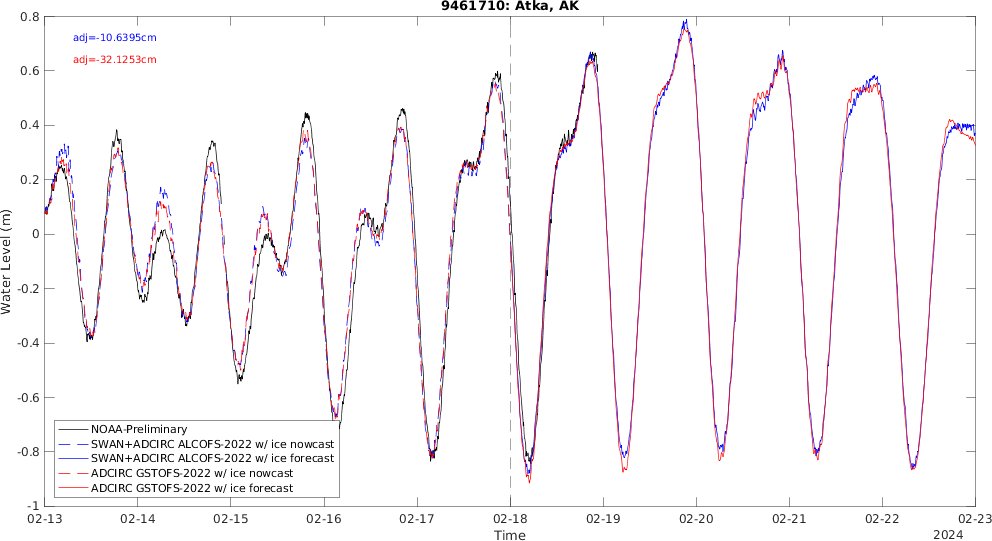 9461710: Atka, AK
adj=-10.6395cm
adj=-32.1253cm
Water Level (m)
0.8
0.6
0.4
0.2
0
-0.2
-0.4
-0.6
-0.8
-1
NOAA-Preliminary
SWAN+ADCIRC ALCOFS-2022 w/ ice nowcast
SWAN+ADCIRC ALCOFS-2022 w/ ice forecast
ADCIRC GSTOFS-2022 w/ ice nowcast
ADCIRC GSTOFS-2022 w/ ice forecast
02-13 02-14 02-15 02-16 02-17 02-18 02-19 02-20 02-21 02-22 02-23
Time
2024